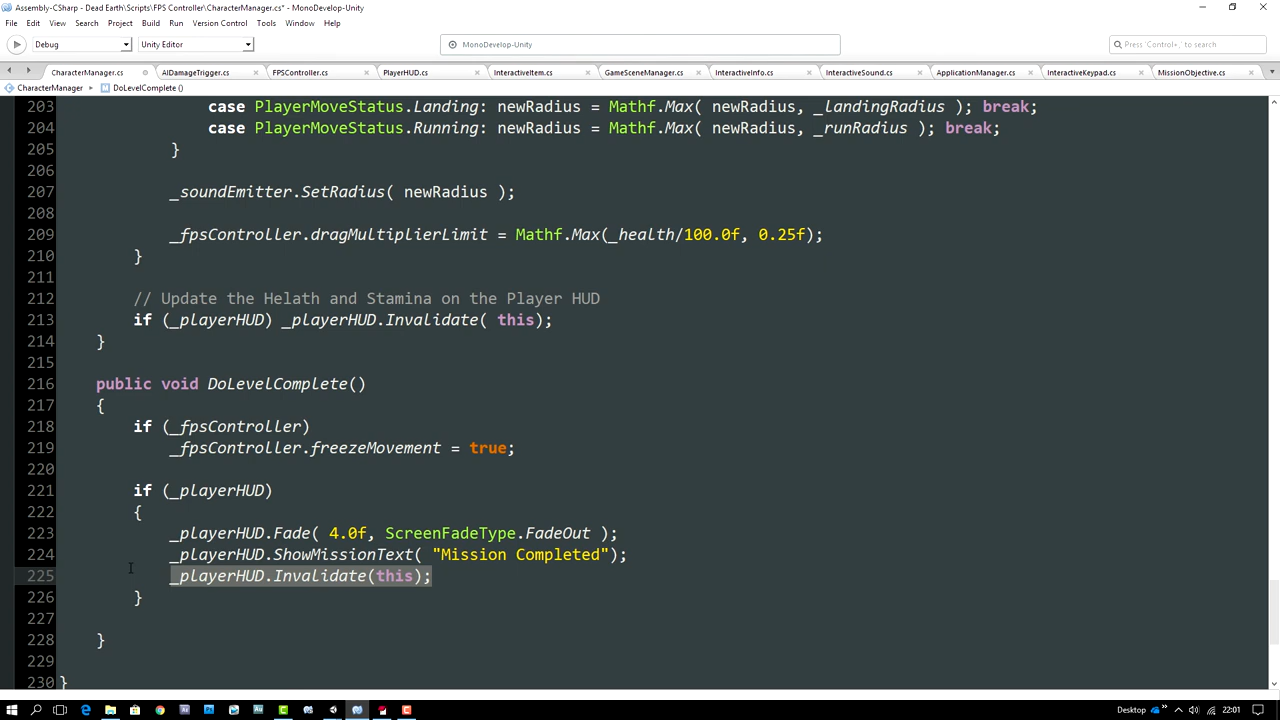 Assembly-CSharp - Dead Earth\Scripts\FPS Controller\CharacterManager.cs* - MonoDevelop-Unity
File Edit View Search Project Build Run Version Control Tools Window Help
Debug Unity Editor MonoDevelop-Unity Press 'Control+,' to search
CharacterManager.cs AIDamageTrigger.cs FPSController.cs PlayerHUD.cs InteractiveItem.cs GameSceneManager.cs InteractiveInfo.cs InteractiveSound.cs ApplicationManager.cs InteractiveKeypad.cs MissionObjective.cs
CharacterManager DoLevelComplete ()
203 case PlayerMoveStatus.Landing: newRadius = Mathf.Max( newRadius, _landingRadius ); break;
204 case PlayerMoveStatus.Running: newRadius = Mathf.Max( newRadius, _runRadius ); break;
205 }
206
207 _soundEmitter.SetRadius( newRadius );
208
209 _fpsController.dragMultiplierLimit = Mathf.Max(_health/100.0f, 0.25f);
210 }
211
212 // Update the Helath and Stamina on the Player HUD
213 if (_playerHUD) _playerHUD.Invalidate( this);
214 }
215
216 public void DoLevelComplete()
217 {
218 if (_fpsController)
219 _fpsController.freezeMovement = true;
220
221 if (_playerHUD)
222 {
223 _playerHUD.Fade( 4.0f, ScreenFadeType.FadeOut );
224 _playerHUD.ShowMissionText( "Mission Completed");
225 _playerHUD.Invalidate(this);
226 }
227
228 }
229
230 }
Desktop 22:01